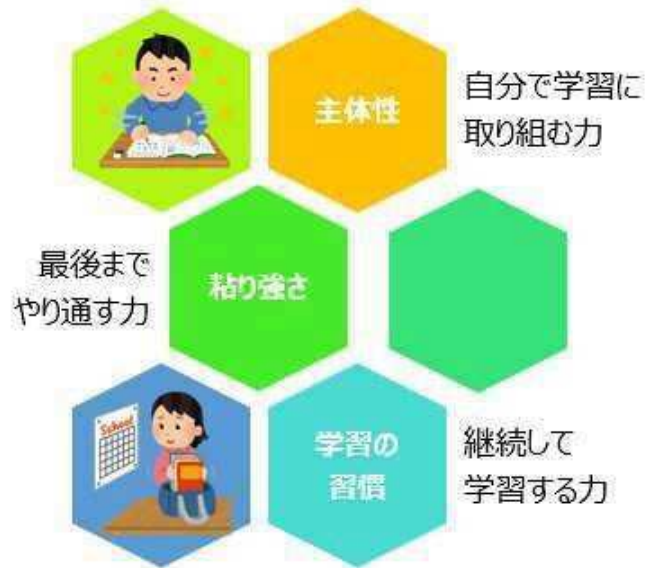 主体性
自分で学習に
取り組む力
最後まで
やり通す力
粘り強さ
School
学習の
習慣
継続して
学習する力